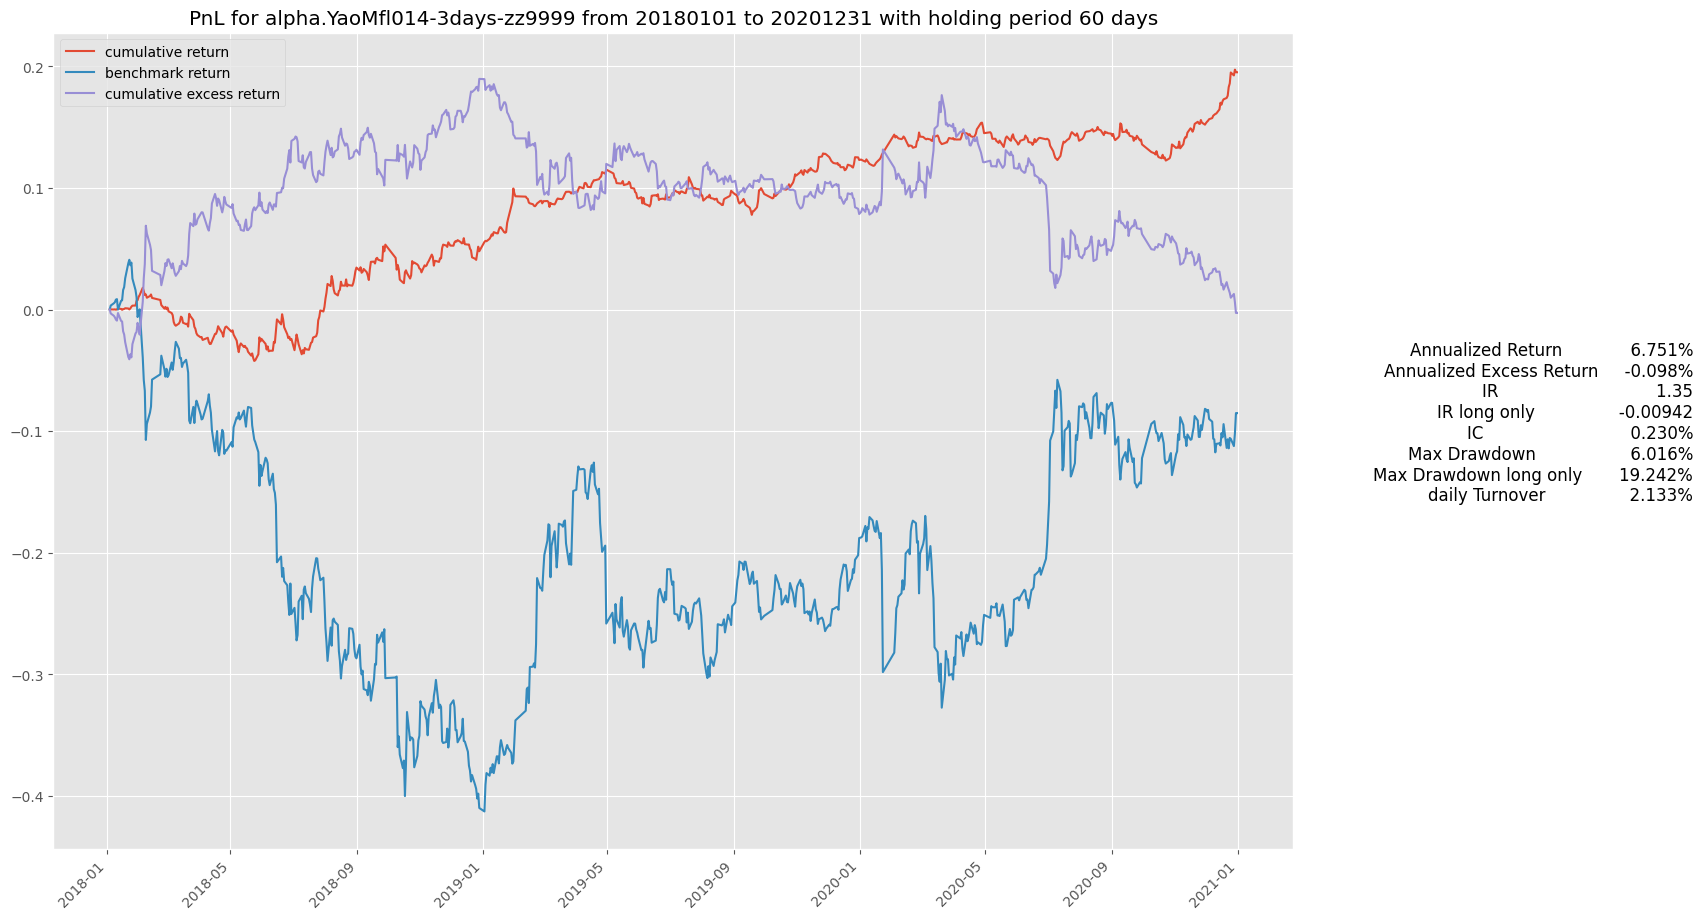 PnL for alpha.YaoMfl014-3days-zz9999 from 20180101 to 20201231 with holding period 60 days
cumulative return
benchmark return
cumulative excess return
0.2
0.1
0.0
−0.1
−0.2
−0.3
−0.4
2018-01
2018-05
2018-09
2019-01
2019-05
2019-09
2020-01
2020-05
2020-09
2021-01
Annualized Return 6.751%
Annualized Excess Return -0.098%
IR 1.35
IR long only -0.00942
IC 0.230%
Max Drawdown 6.016%
Max Drawdown long only 19.242%
daily Turnover 2.133%